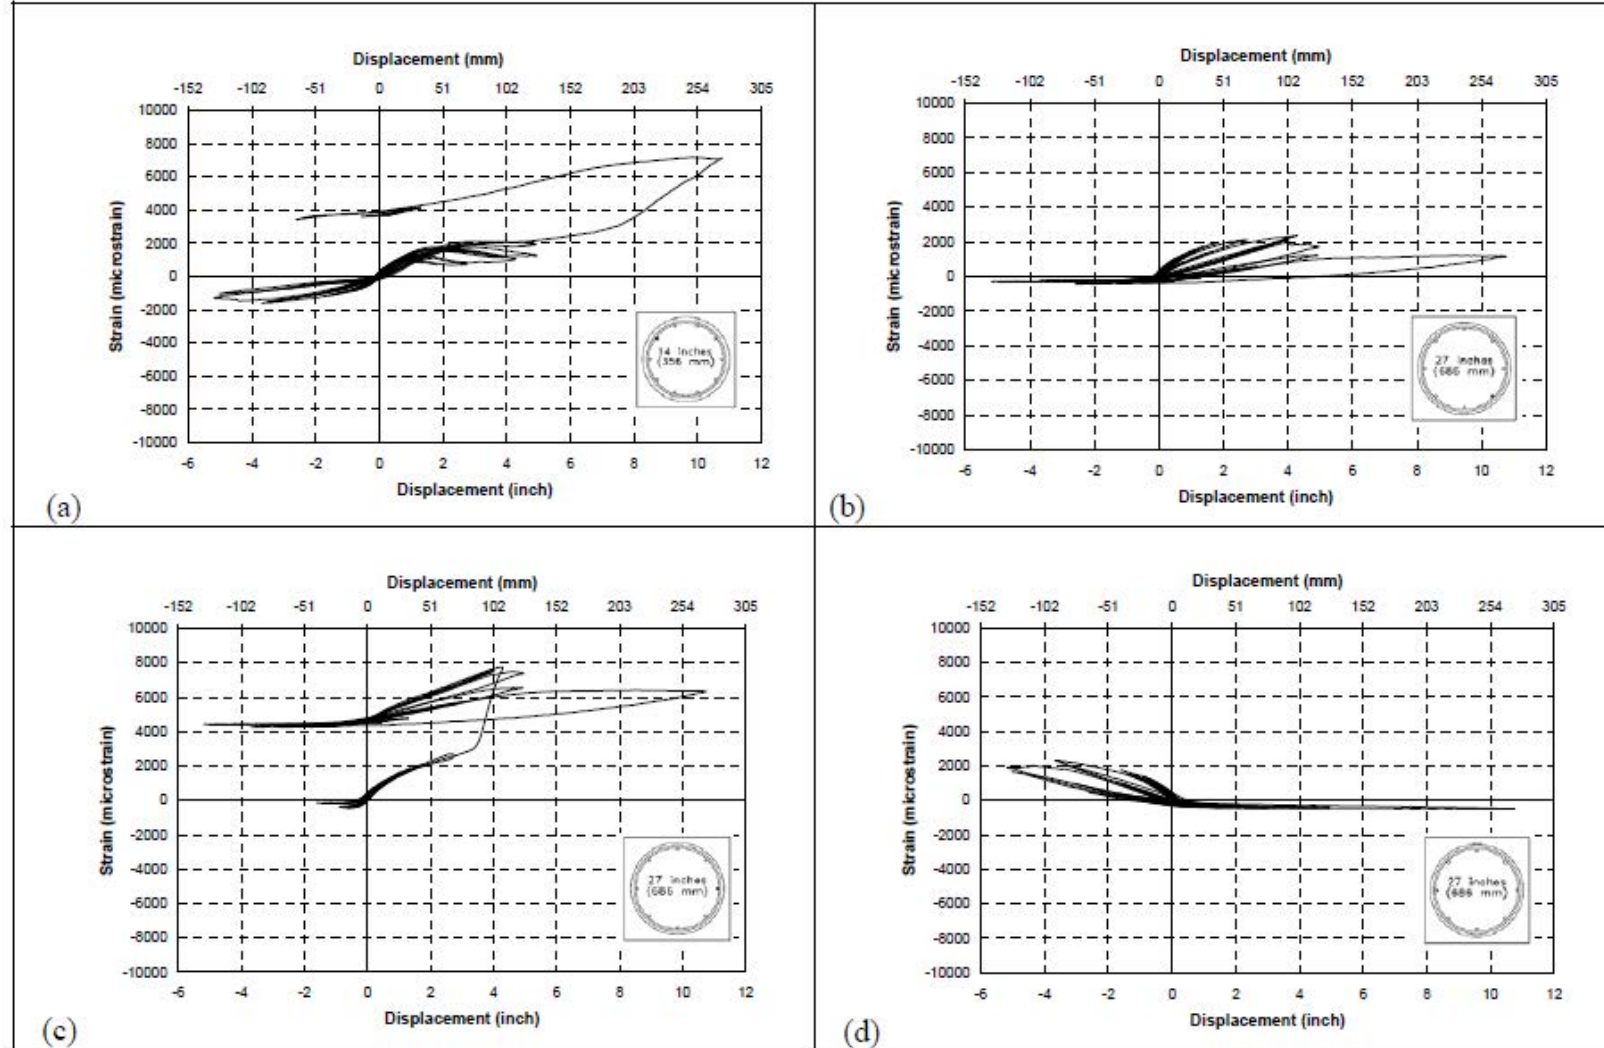 Displacement (mm)
-152 -102 -51 0 51 102 152 203 254 305
10000
8000
6000
4000
2000
0
-2000
-4000
-6000
-8000
-10000
Strain (microstrain)
14 inches
(356 mm)
-6 -4 -2 0 2 4 6 8 10 12
Displacement (inch)
(a)
Displacement (mm)
-152 -102 -51 0 51 102 152 203 254 305
10000
8000
6000
4000
2000
0
-2000
-4000
-6000
-8000
-10000
Strain (microstrain)
27 inches
(686 mm)
-6 -4 -2 0 2 4 6 8 10 12
Displacement (inch)
(b)
Displacement (mm)
-152 -102 -51 0 51 102 152 203 254 305
10000
8000
6000
4000
2000
0
-2000
-4000
-6000
-8000
-10000
Strain (microstrain)
27 inches
(686 mm)
-6 -4 -2 0 2 4 6 8 10 12
Displacement (inch)
(c)
Displacement (mm)
-152 -102 -51 0 51 102 152 203 254 305
10000
8000
6000
4000
2000
0
-2000
-4000
-6000
-8000
-10000
Strain (microstrain)
27 inches
(686 mm)
-6 -4 -2 0 2 4 6 8 10 12
Displacement (inch)
(d)